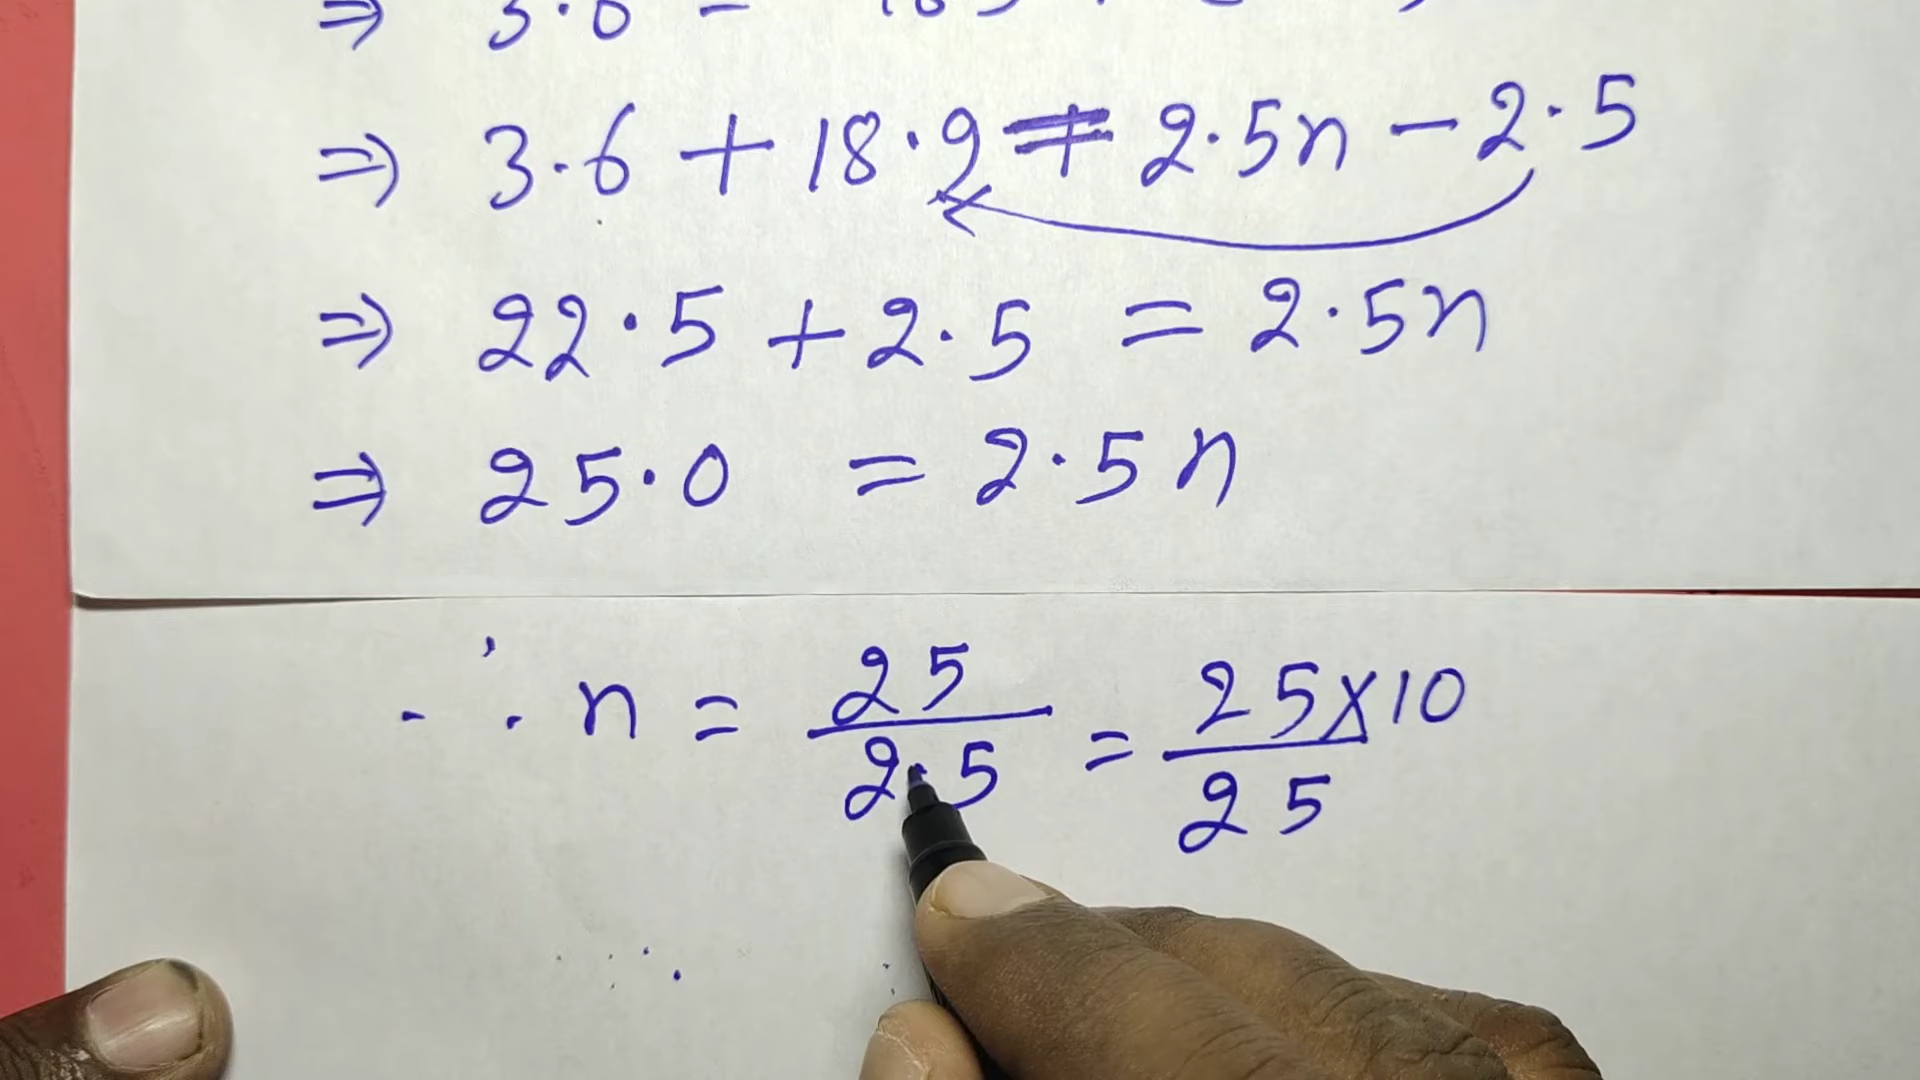 ⇒ 3.6 + 18.9 = 2.5n - 2.5
⇒ 22.5 + 2.5 = 2.5n
⇒ 25.0 = 2.5n
∴ n = 25/2.5 = 25×10/25